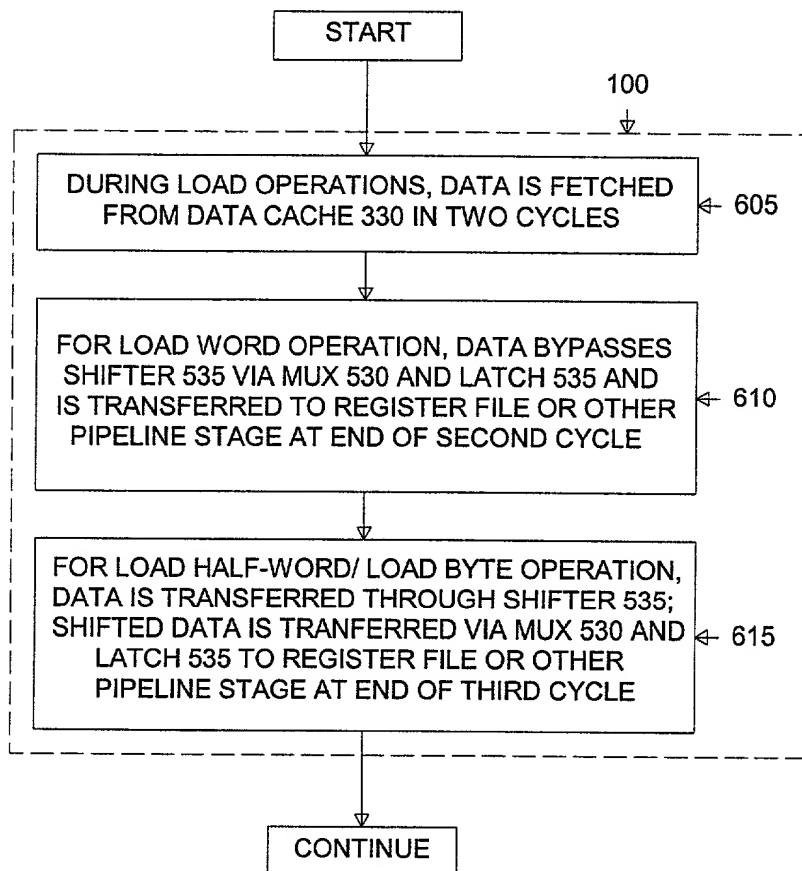 START
100
DURING LOAD OPERATIONS, DATA IS FETCHED
FROM DATA CACHE 330 IN TWO CYCLES
605
FOR LOAD WORD OPERATION, DATA BYPASSES
SHIFTER 535 VIA MUX 530 AND LATCH 535 AND
IS TRANSFERRED TO REGISTER FILE OR OTHER
PIPELINE STAGE AT END OF SECOND CYCLE
610
FOR LOAD HALF-WORD/ LOAD BYTE OPERATION,
DATA IS TRANSFERRED THROUGH SHIFTER 535;
SHIFTED DATA IS TRANFERRED VIA MUX 530 AND
LATCH 535 TO REGISTER FILE OR OTHER
PIPELINE STAGE AT END OF THIRD CYCLE
615
CONTINUE